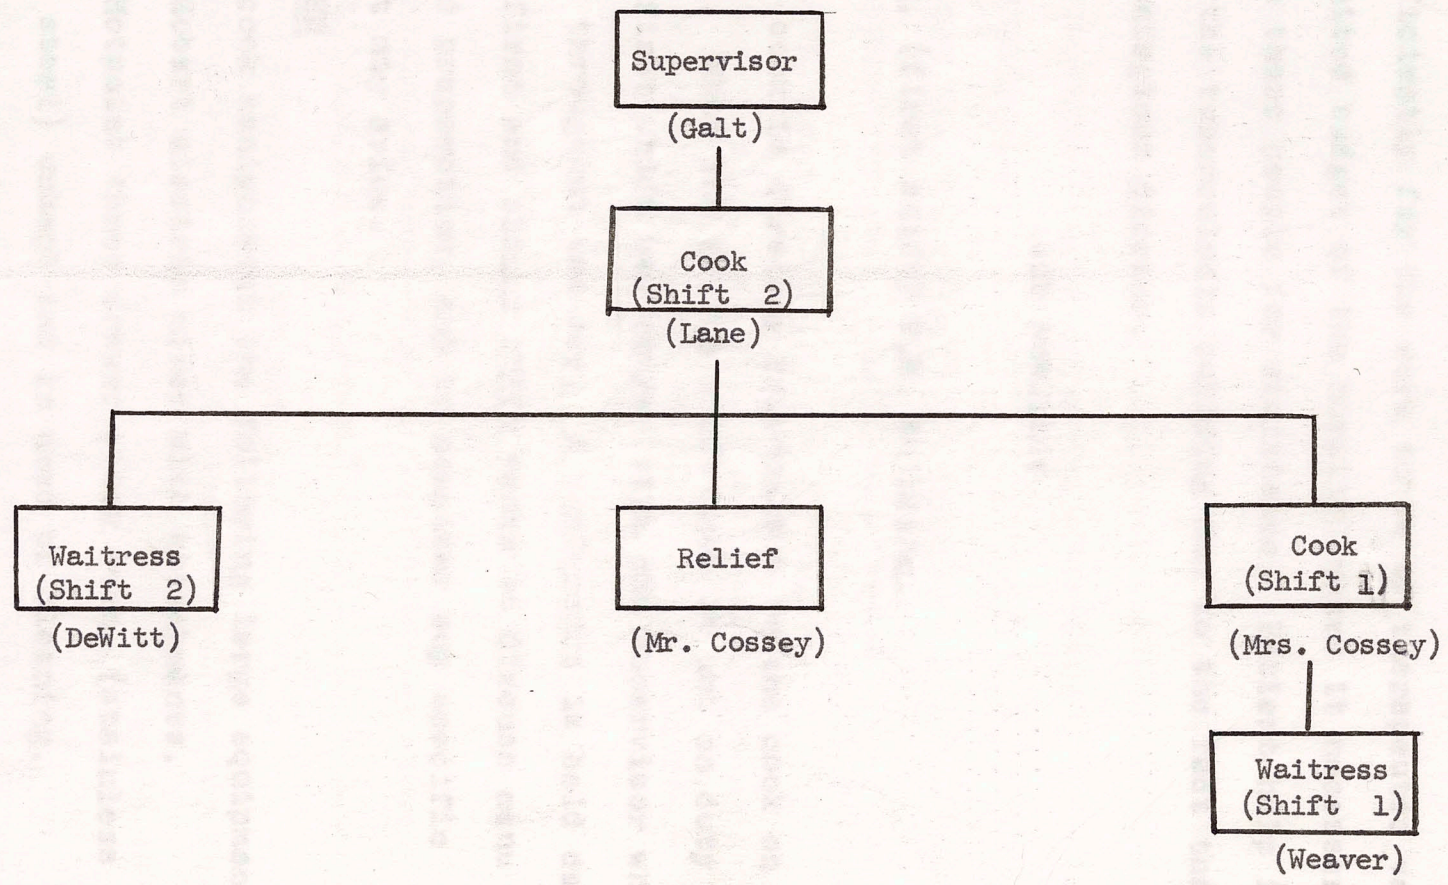 Supervisor
(Galt)
Cook
(Shift 2)
(Lane)
Waitress
(Shift 2)
(DeWitt)
Relief
(Mr. Cossey)
Cook
(Shift 1)
(Mrs. Cossey)
Waitress
(Shift 1)
(Weaver)